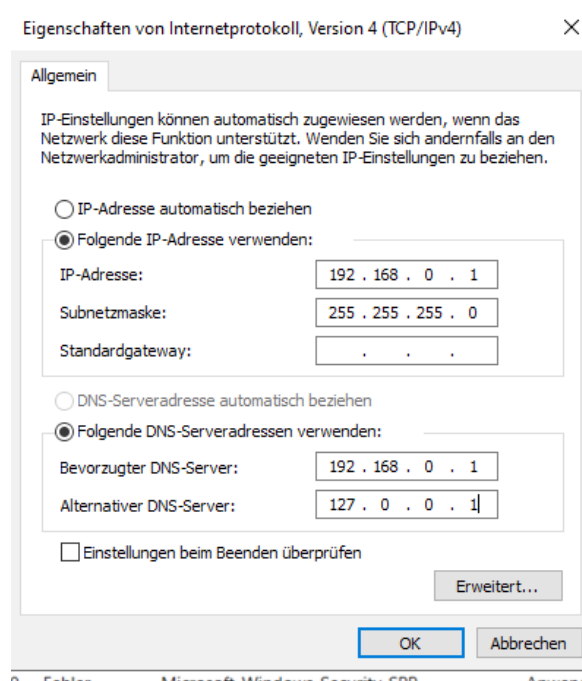 Eigenschaften von Internetprotokoll, Version 4 (TCP/IPv4)
Allgemein
IP-Einstellungen können automatisch zugewiesen werden, wenn das
Netzwerk diese Funktion unterstützt. Wenden Sie sich andernfalls an den
Netzwerkadministrator, um die geeigneten IP-Einstellungen zu beziehen.
IP-Adresse automatisch beziehen
Folgende IP-Adresse verwenden:
IP-Adresse: 192 . 168 . 0 . 1
Subnetzmaske: 255 . 255 . 255 . 0
Standardgateway: . . .
DNS-Serveradresse automatisch beziehen
Folgende DNS-Serveradressen verwenden:
Bevorzugter DNS-Server: 192 . 168 . 0 . 1
Alternativer DNS-Server: 127 . 0 . 0 . 1
Einstellungen beim Beenden überprüfen
Erweitert...
OK Abbrechen